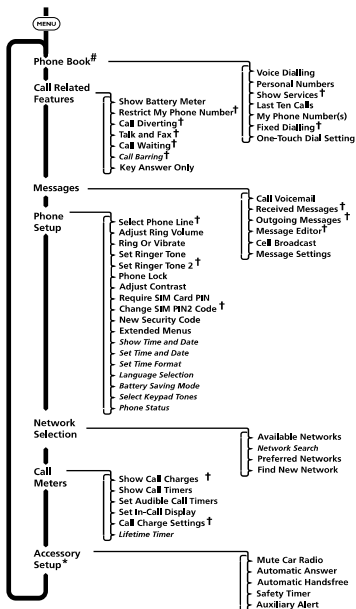 MENU
Phone Book#
Voice Dialling
Personal Numbers
Show Services†
Last Ten Calls
My Phone Number(s)
Fixed Dialling†
One-Touch Dial Setting
Call Related
Features
Show Battery Meter
Restrict My Phone Number†
Call Diverting†
Talk and Fax†
Call Waiting†
Call Barring†
Key Answer Only
Messages
Call Voicemail
Received Messages†
Outgoing Messages†
Message Editor†
Cell Broadcast
Message Settings
Phone
Setup
Select Phone Line†
Adjust Ring Volume
Ring Or Vibrate
Set Ringer Tone
Set Ringer Tone 2†
Phone Lock
Adjust Contrast
Require SIM Card PIN
Change SIM PIN2 Code†
New Security Code
Extended Menus
Show Time and Date
Set Time and Date
Set Time Format
Language Selection
Battery Saving Mode
Select Keypad Tones
Phone Status
Network
Selection
Available Networks
Network Search
Preferred Networks
Find New Network
Call
Meters
Show Call Charges†
Show Call Timers
Set Audible Call Timers
Set In-Call Display
Call Charge Settings†
Lifetime Timer
Accessory
Setup*
Mute Car Radio
Automatic Answer
Automatic Handsfree
Safety Timer
Auxiliary Alert